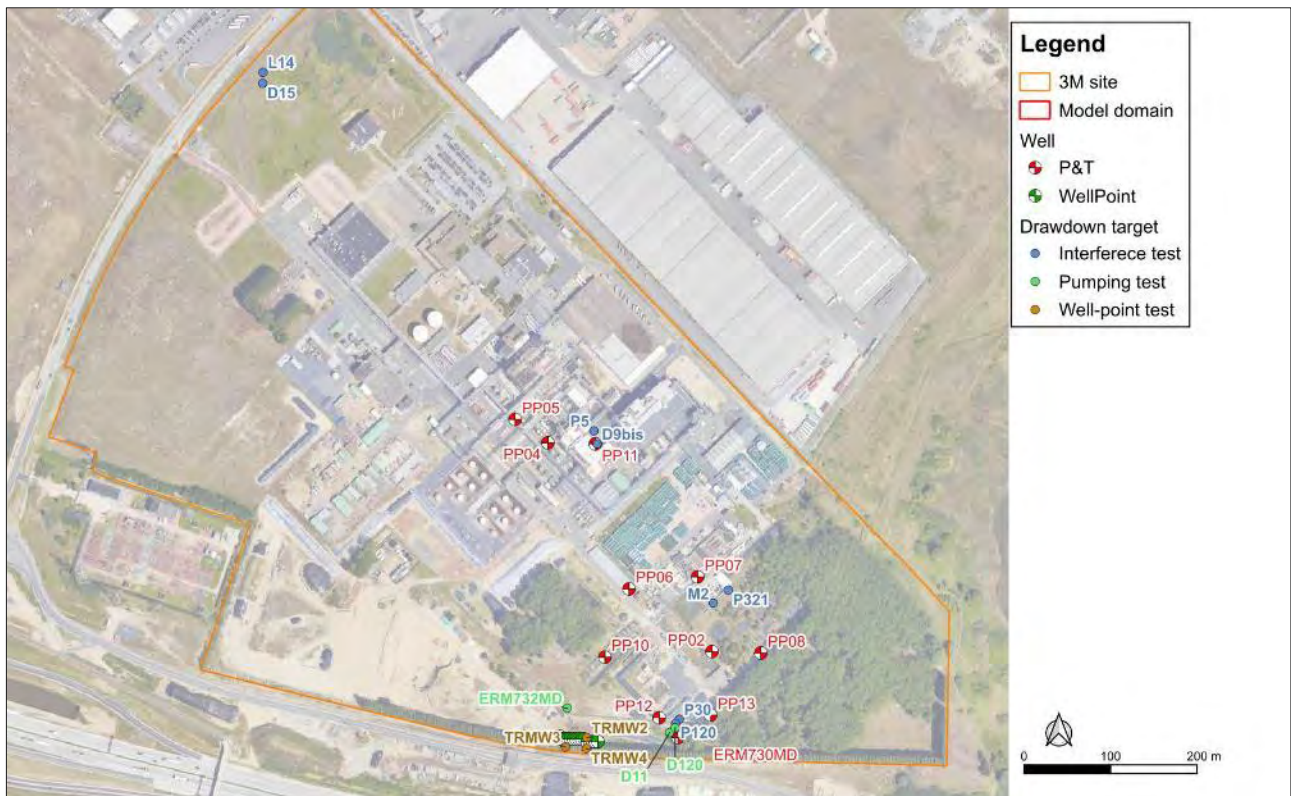 Legend
3M site
Model domain
Well
P&T
WellPoint
Drawdown target
Interferece test
Pumping test
Well-point test
L14
D15
PP05
P5
D9bis
PP04
PP11
PP07
PP06
M2
P321
PP02
PP08
PP10
ERM732MD
PP12
P30
PP13
TRMW2
TRMW3
P120
TRMW4
ERM730MD
D11
D120
0 100 200 m